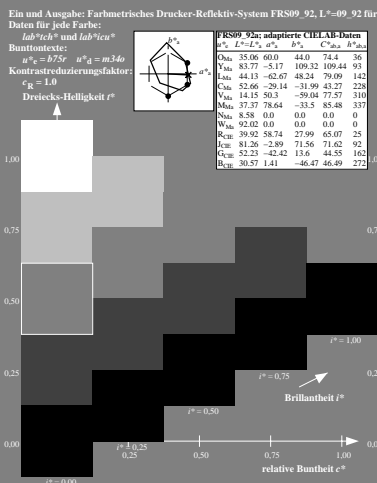 Ein und Ausgabe: Farbmetrisches Drucker-Reflektiv-System FRS09_92, L*=09_92 für
Daten für jede Farbe:
lab*tch* und lab*icu*
Bunttontexte:
u*e = b75r u*d = m34o
Kontrastreduzierungsfaktor:
cR = 1.0
Dreiecks-Helligkeit t*
b*a
a*a
FRS09_92a; adaptierte CIELAB-Daten
u*e L*=L*a a*a b*a C*ab,a h*ab,a
OMa 35.06 60.0 44.0 74.4 36
YMa 83.77 -5.17 109.32 109.44 93
LMa 44.13 -62.67 48.24 79.09 142
CMa 52.66 -29.14 -31.99 43.27 228
VMa 14.15 50.3 -59.04 77.57 310
MMa 37.37 78.64 -33.5 85.48 337
NMa 8.58 0.0 0.0 0.0 0
WMa 92.02 0.0 0.0 0.0 0
RCIE 39.92 58.74 27.99 65.07 25
JCIE 81.26 -2.89 71.56 71.62 92
GCIE 52.23 -42.42 13.6 44.55 162
BCIE 30.57 1.41 -46.47 46.49 272
1,00
0,75
0,50
0,25
0,00
i* = 1,00
i* = 0,75
i* = 0,50
i* = 0,25
i* = 0,00
Brillantheit i*
0,25 0,50 0,75 1,00
relative Buntheit c*